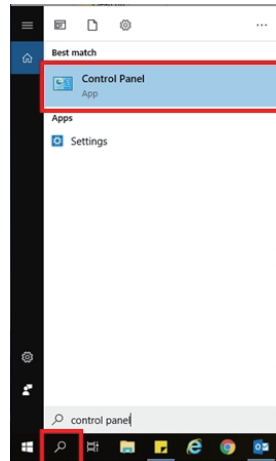 Best match
Control Panel
App
Apps
Settings
control panel